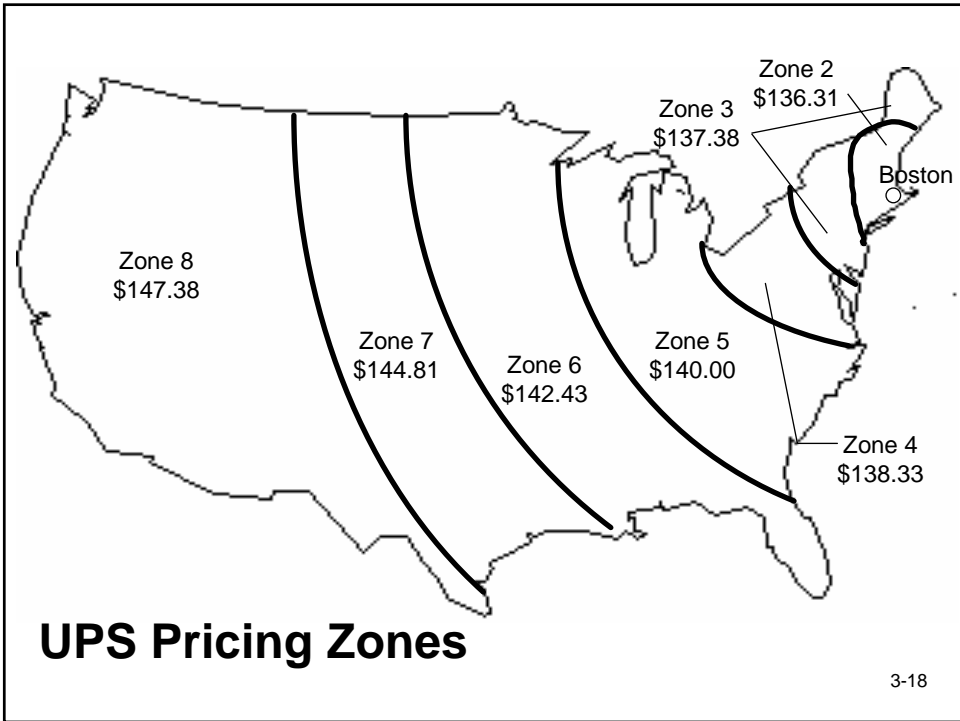 Zone 2
$136.31
Zone 3
$137.38
Boston
Zone 8
$147.38
Zone 7
$144.81
Zone 6
$142.43
Zone 5
$140.00
Zone 4
$138.33
UPS Pricing Zones
3-18